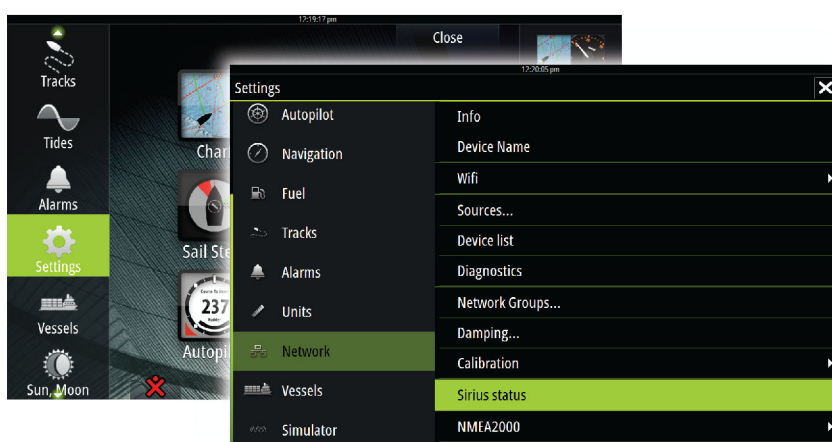 12:19:17 pm
Close
Tracks
Tides
Alarms
Settings
Vessels
Sun, Moon
Char
Sail Ste
237
Autopil
12:20:05 pm
Settings
Autopilot
Navigation
Fuel
Tracks
Alarms
Units
Network
Vessels
Simulator
Info
Device Name
Wifi
Sources...
Device list
Diagnostics
Network Groups...
Damping...
Calibration
Sirius status
NMEA2000